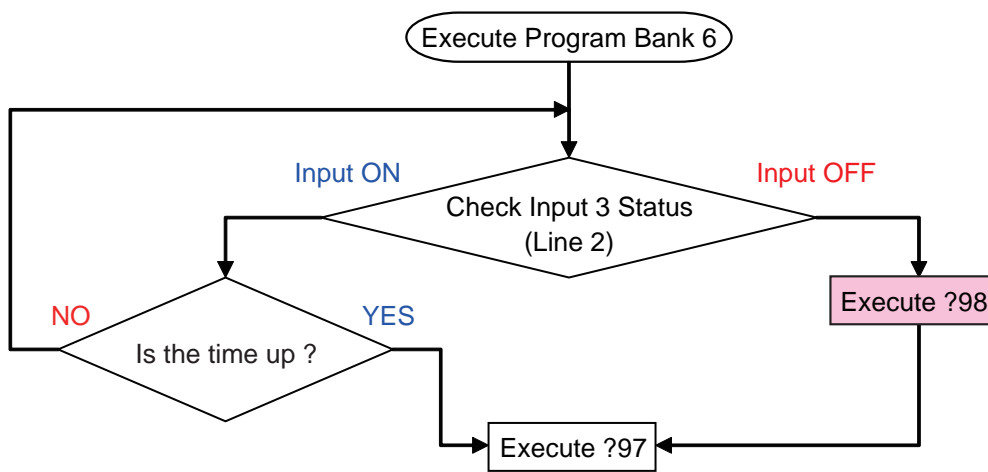 Execute Program Bank 6
Input ON
Input OFF
Check Input 3 Status
(Line 2)
Execute ?98
NO
YES
Is the time up ?
Execute ?97